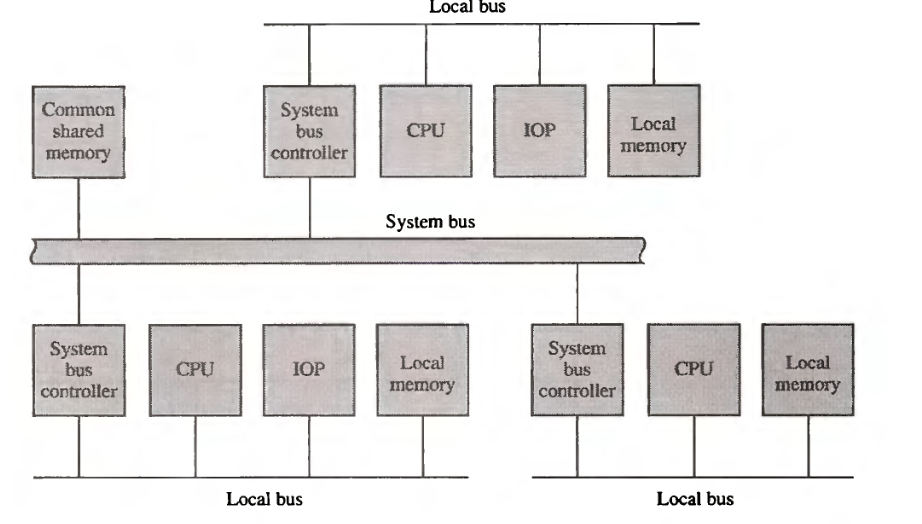 Local bus
Common
shared
memory
System
bus
controller
CPU
IOP
Local
memory
System bus
System
bus
controller
CPU
IOP
Local
memory
System
bus
controller
CPU
Local
memory
Local bus
Local bus